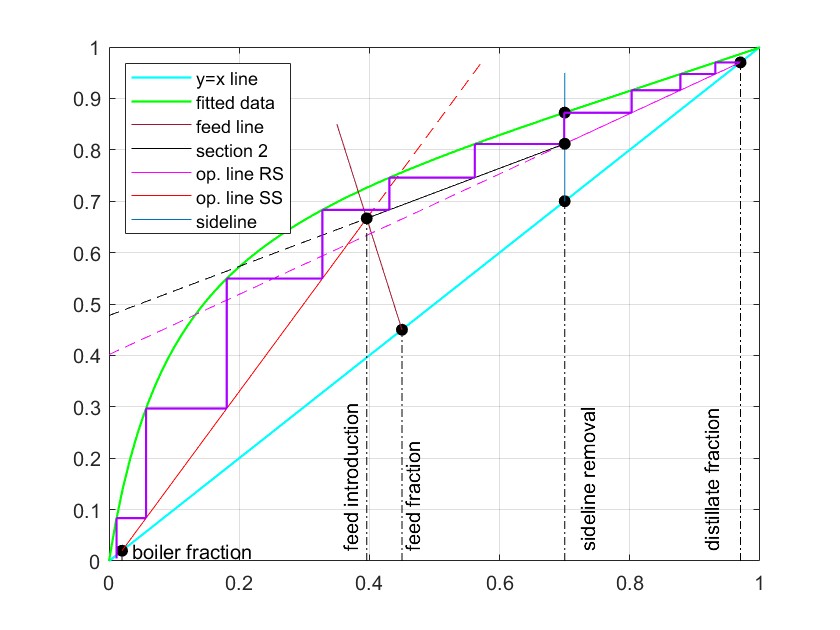 1
0.9
0.8
0.7
0.6
0.5
0.4
0.3
0.2
0.1
0
y=x line
fitted data
feed line
section 2
op. line RS
op. line SS
sideline
feed introduction
feed fraction
sideline removal
distillate fraction
boiler fraction
0
0.2
0.4
0.6
0.8
1